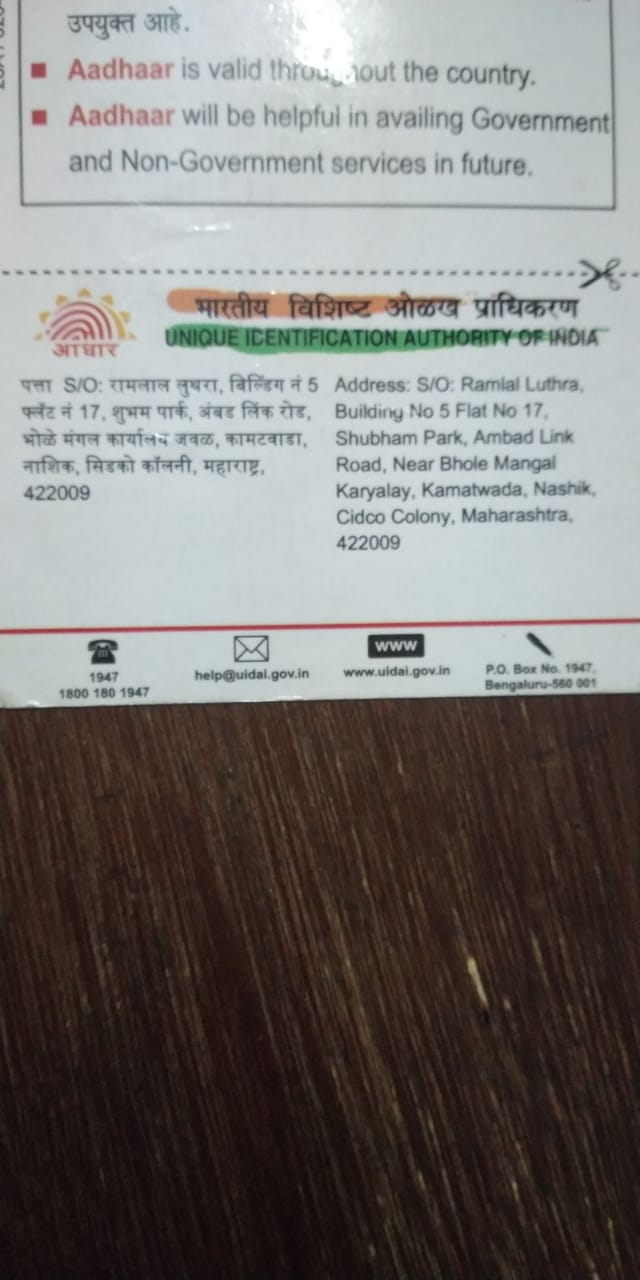 उपयुक्त आहे.
■ Aadhaar is valid throughout the country.
■ Aadhaar will be helpful in availing Government
and Non-Government services in future.
आधार
भारतीय विशिष्ट ओळख प्राधिकरण
UNIQUE IDENTIFICATION AUTHORITY OF INDIA
पत्ता S/O: रामलाल लुथरा, बिल्डिंग नं 5
फ्लॅट नं 17, शुभम पार्क, अंबड लिंक रोड,
भोळे मंगल कार्यालय जवळ, कामटवाडा,
नाशिक, सिडको कॉलनी, महाराष्ट्र,
422009
Address: S/O: Ramlal Luthra,
Building No 5 Flat No 17,
Shubham Park, Ambad Link
Road, Near Bhole Mangal
Karyalay, Kamatwada, Nashik,
Cidco Colony, Maharashtra,
422009
1947
1800 180 1947
help@uidai.gov.in
www
www.uidai.gov.in
P.O. Box No. 1947,
Bengaluru-560 001